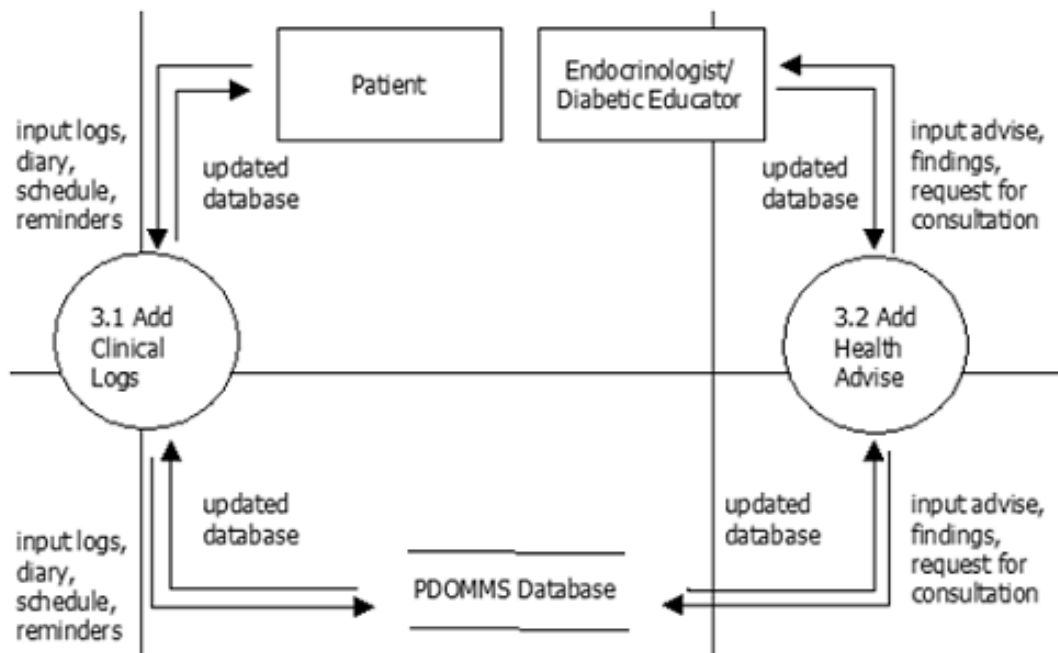 Patient
Endocrinologist/
Diabetic Educator
input logs,
diary,
schedule,
reminders
updated
database
updated
database
input advise,
findings,
request for
consultation
3.1 Add
Clinical
Logs
3.2 Add
Health
Advise
input logs,
diary,
schedule,
reminders
updated
database
PDOMMS Database
updated
database
input advise,
findings,
request for
consultation